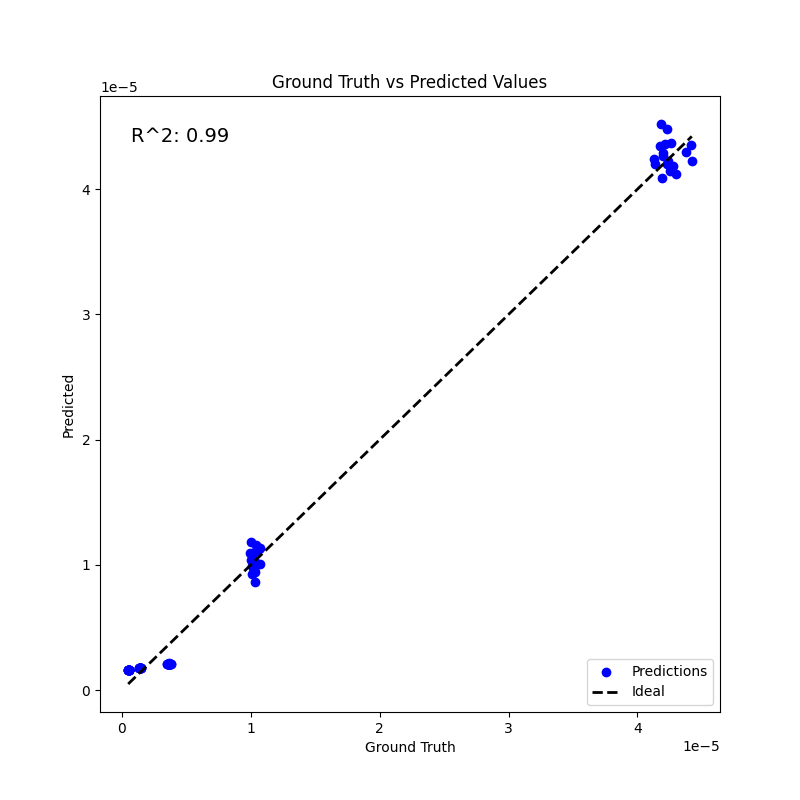 Ground Truth vs Predicted Values
1e−5
R^2: 0.99
4
3
2
1
0
Predicted
Predictions
Ideal
0 1 2 3 4
Ground Truth
1e−5